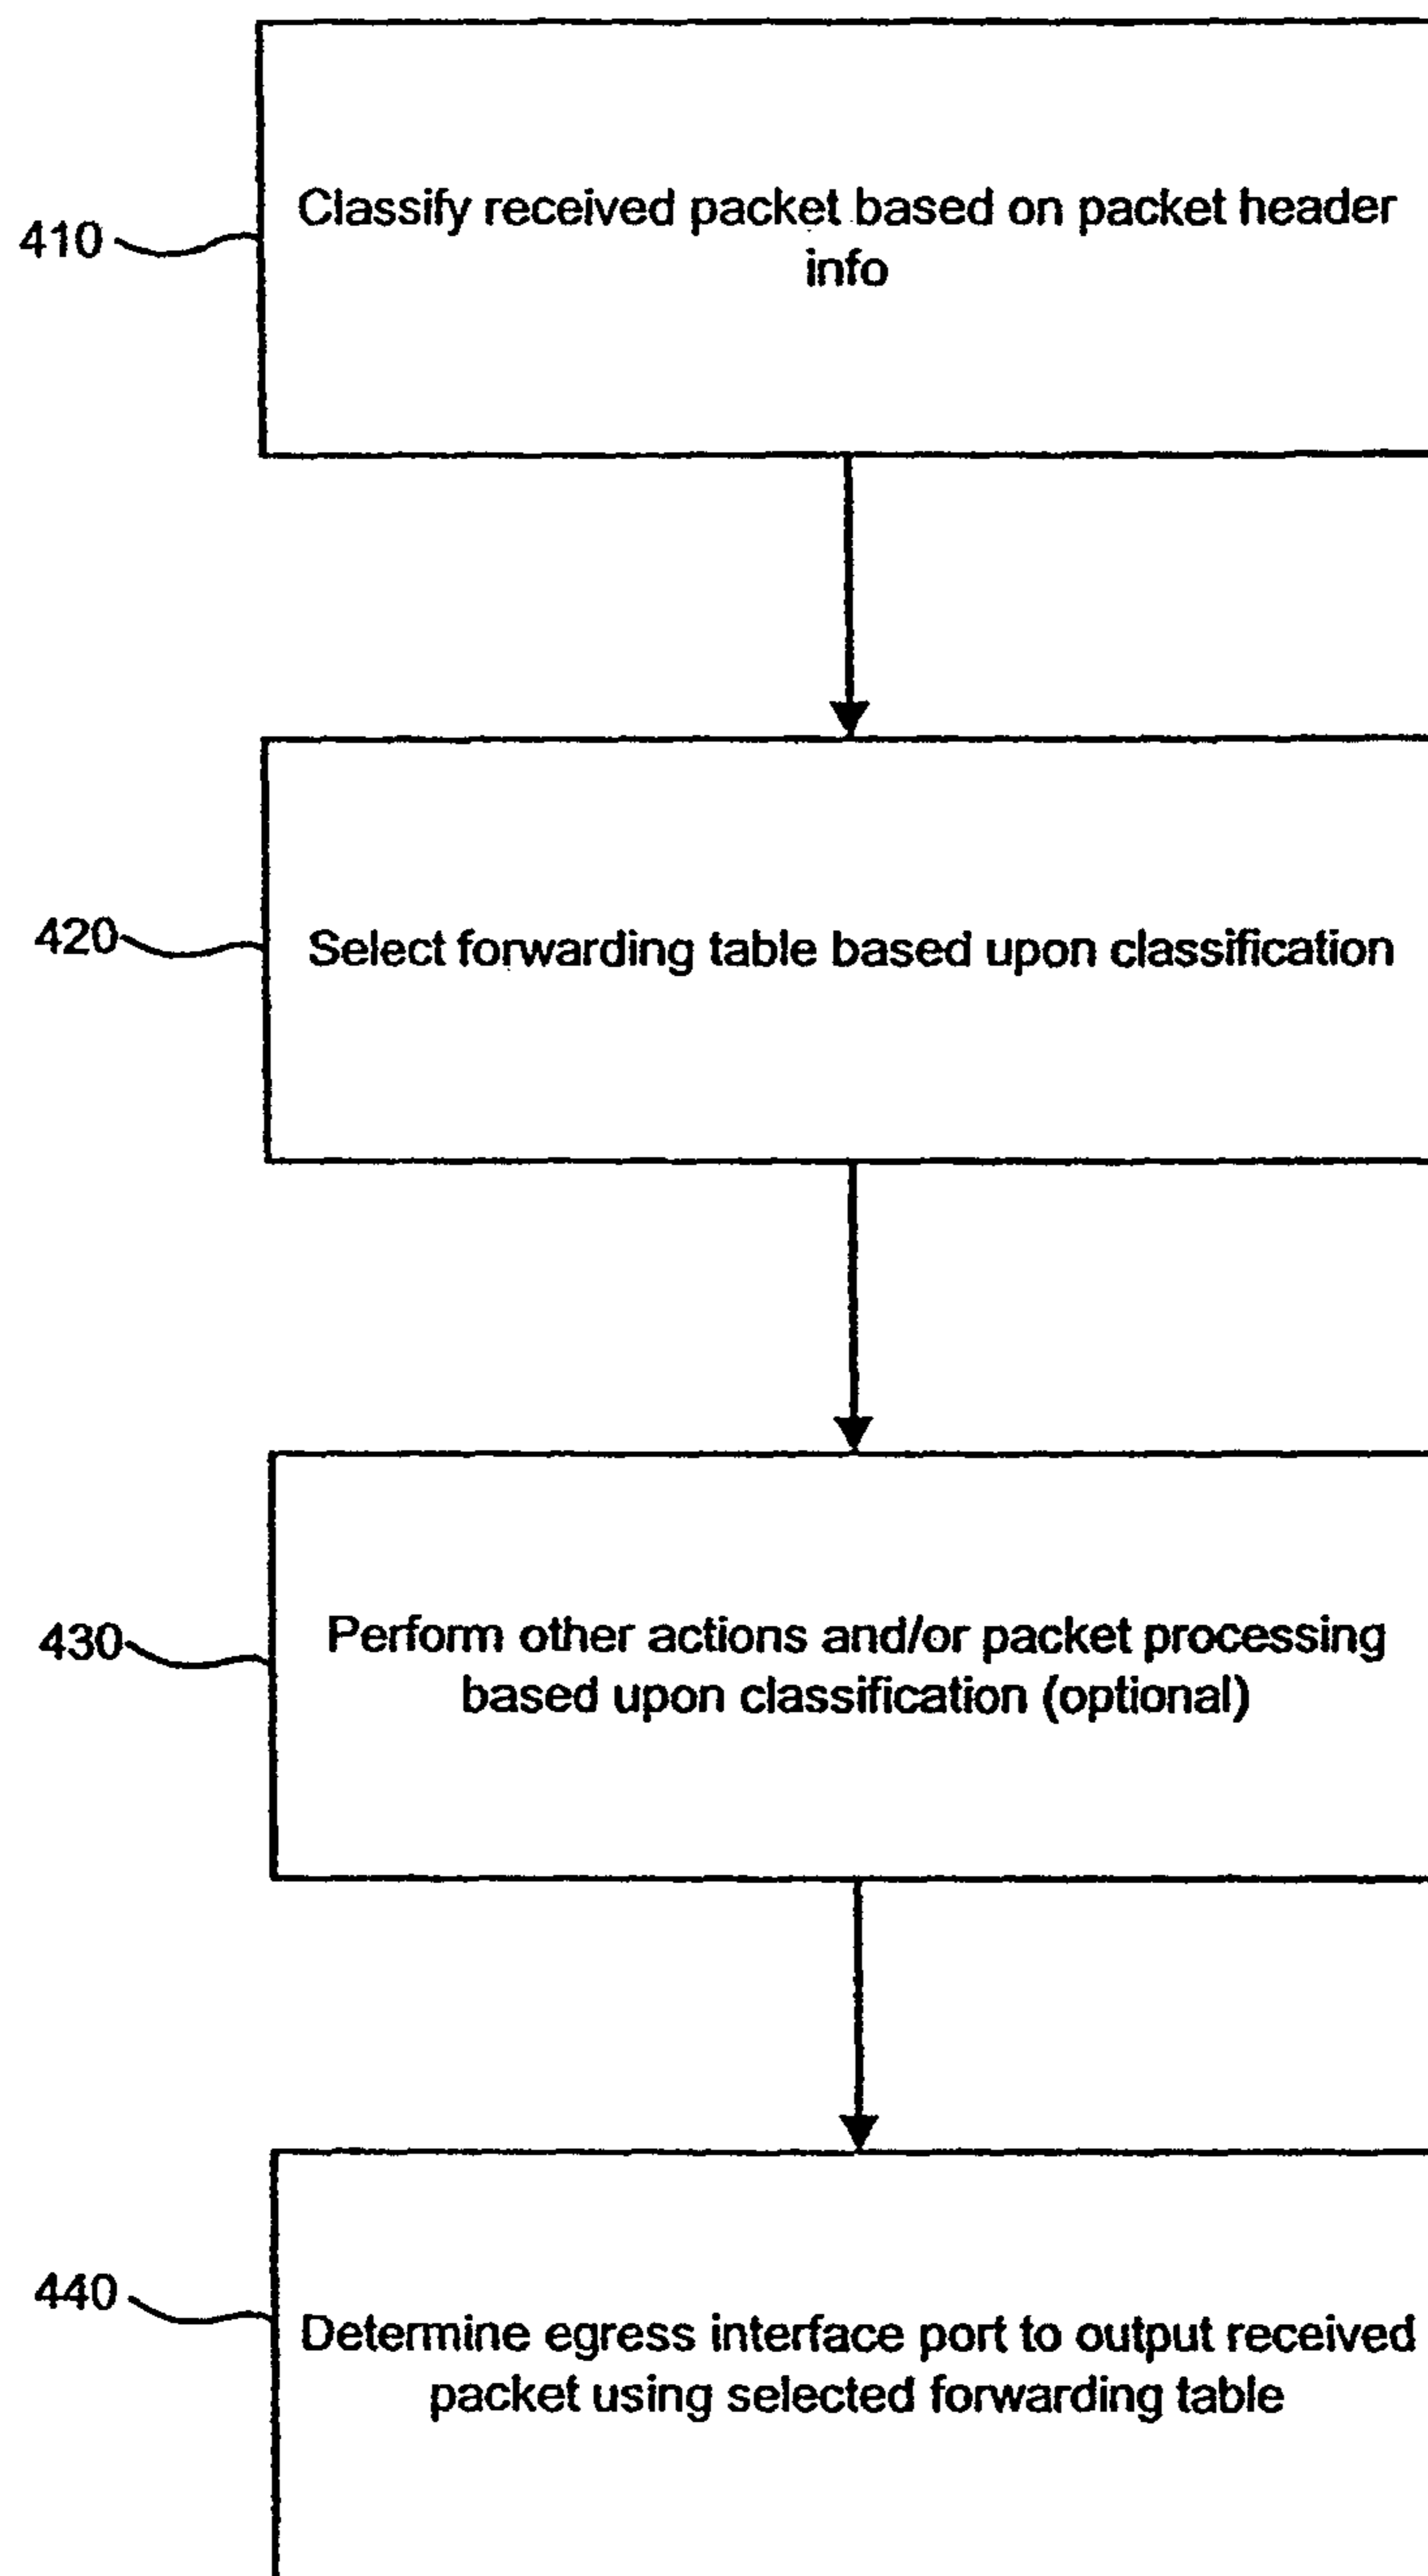 410
Classify received packet based on packet header
info
420
Select forwarding table based upon classification
430
Perform other actions and/or packet processing
based upon classification (optional)
440
Determine egress interface port to output received
packet using selected forwarding table